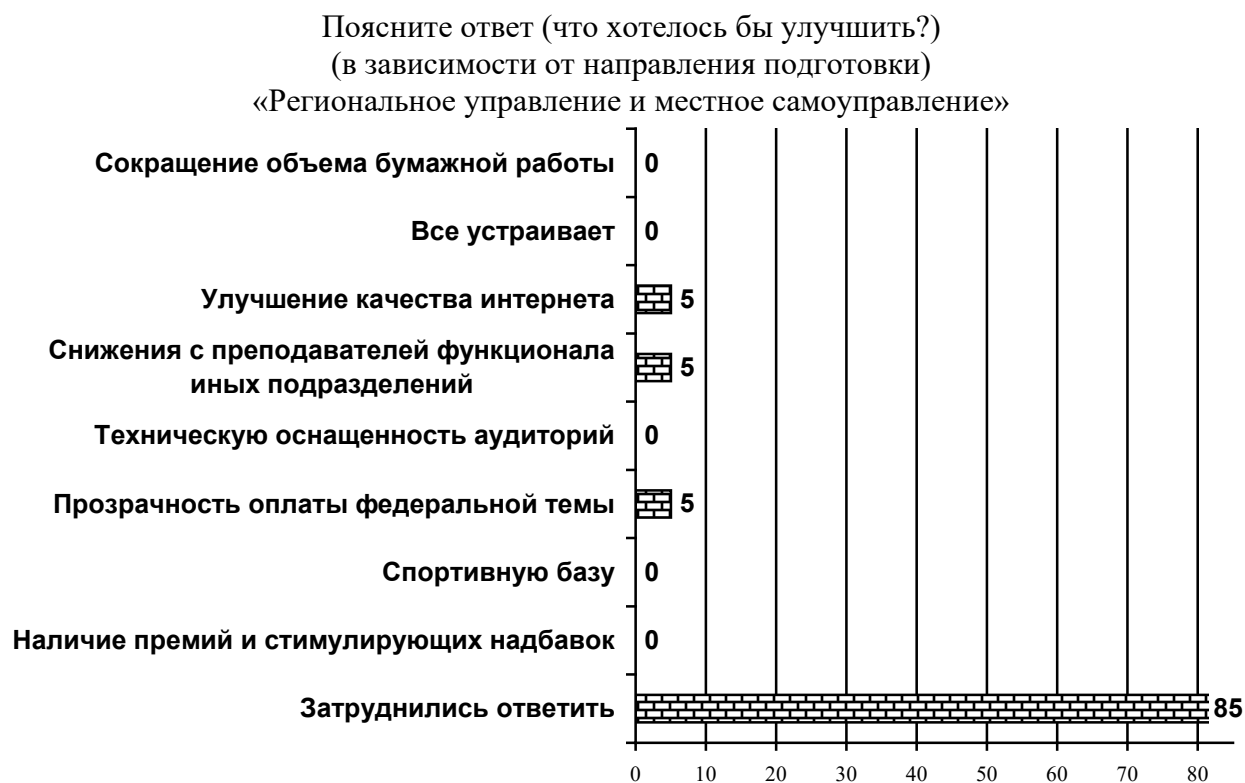 Поясните ответ (что хотелось бы улучшить?)
(в зависимости от направления подготовки)
«Региональное управление и местное самоуправление»
Сокращение объема бумажной работы 0
Все устраивает 0
Улучшение качества интернета 5
Снижения с преподавателей функционала
иных подразделений 5
Техническую оснащенность аудиторий 0
Прозрачность оплаты федеральной темы 5
Спортивную базу 0
Наличие премий и стимулирующих надбавок 0
Затруднились ответить 85
0 10 20 30 40 50 60 70 80